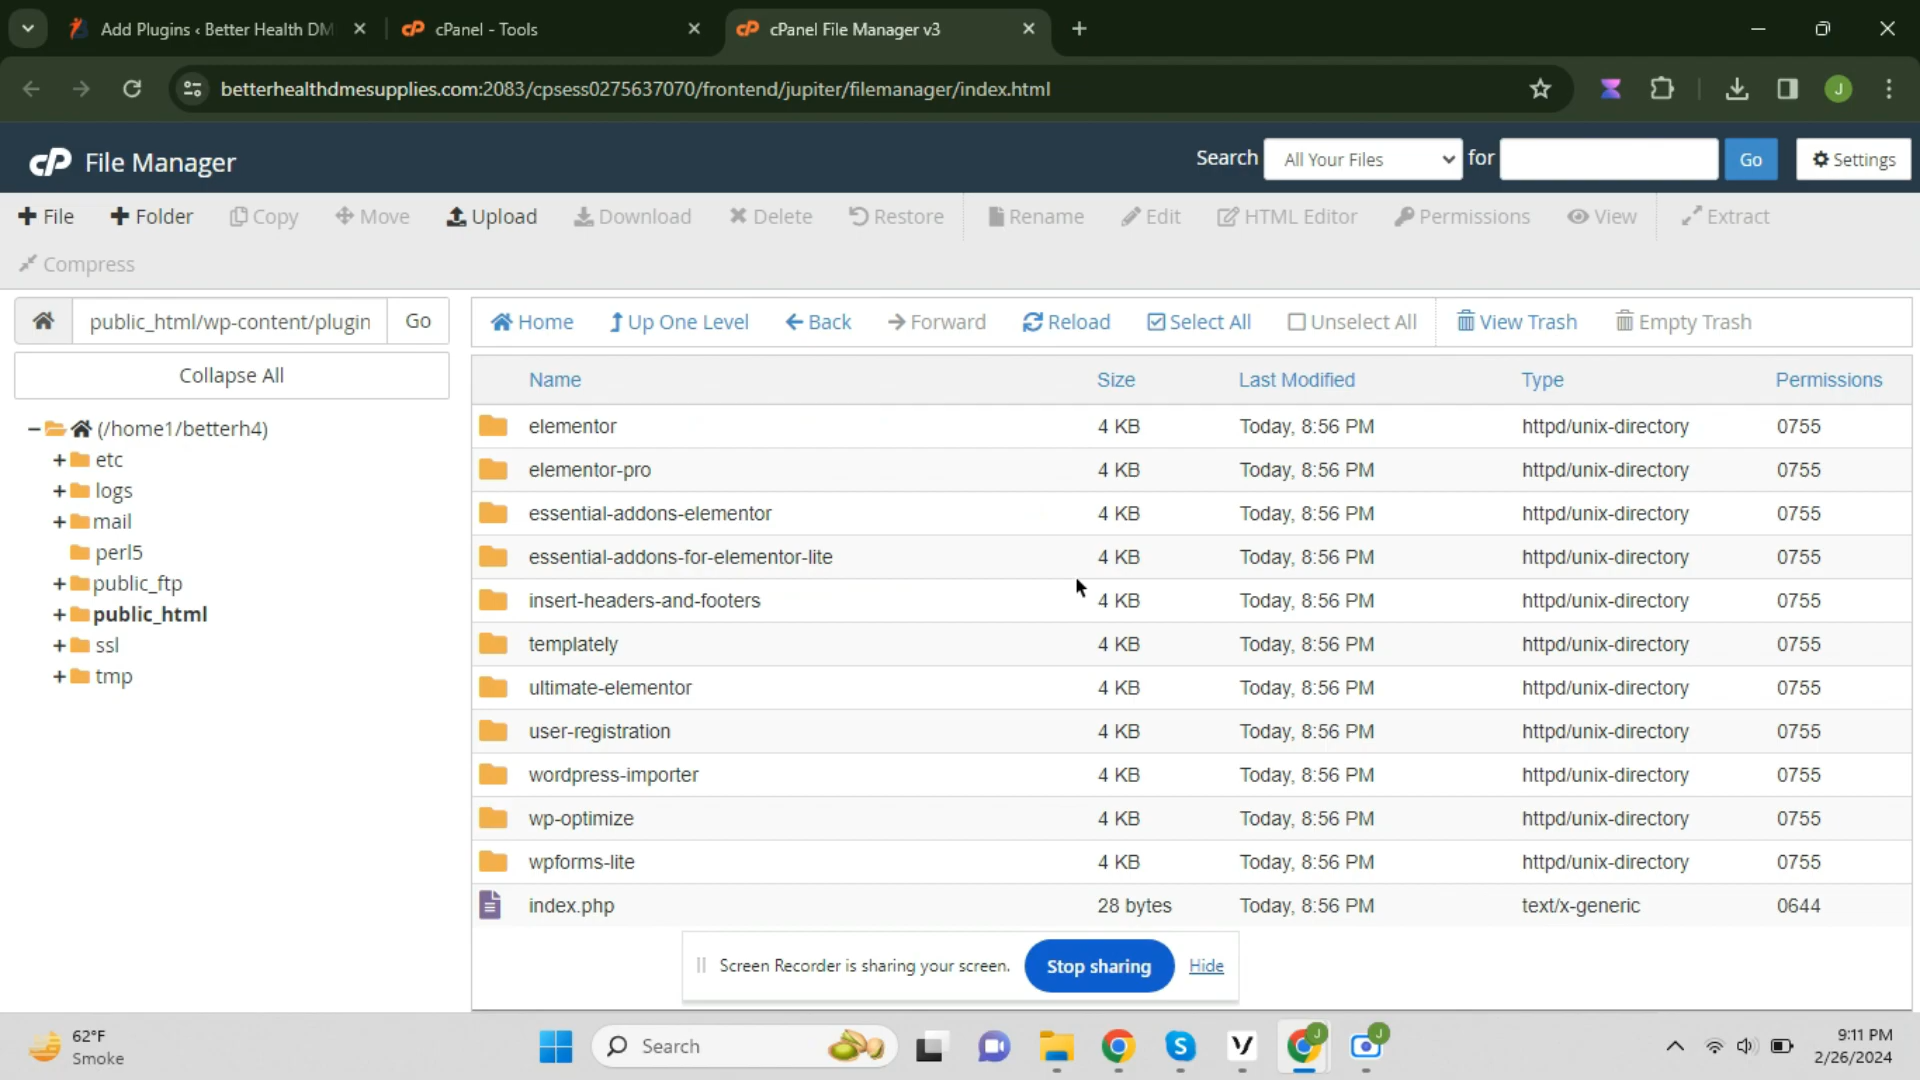 Add Plugins ‹ Better Health DM
cPanel - Tools
cPanel File Manager v3
betterhealthdmesupplies.com:2083/cpsess0275637070/frontend/jupiter/filemanager/index.html
J
cP File Manager
Search All Your Files for Go Settings
File Folder Copy Move Upload Download Delete Restore Rename Edit HTML Editor Permissions View Extract
Compress
public_html/wp-content/plugin Go
Home Up One Level Back Forward Reload Select All Unselect All View Trash Empty Trash
Collapse All
(/home1/betterh4)
etc
logs
mail
perl5
public_ftp
public_html
ssl
tmp
Name Size Last Modified Type Permissions
elementor 4 KB Today, 8:56 PM httpd/unix-directory 0755
elementor-pro 4 KB Today, 8:56 PM httpd/unix-directory 0755
essential-addons-elementor 4 KB Today, 8:56 PM httpd/unix-directory 0755
essential-addons-for-elementor-lite 4 KB Today, 8:56 PM httpd/unix-directory 0755
insert-headers-and-footers 4 KB Today, 8:56 PM httpd/unix-directory 0755
templately 4 KB Today, 8:56 PM httpd/unix-directory 0755
ultimate-elementor 4 KB Today, 8:56 PM httpd/unix-directory 0755
user-registration 4 KB Today, 8:56 PM httpd/unix-directory 0755
wordpress-importer 4 KB Today, 8:56 PM httpd/unix-directory 0755
wp-optimize 4 KB Today, 8:56 PM httpd/unix-directory 0755
wpforms-lite 4 KB Today, 8:56 PM httpd/unix-directory 0755
index.php 28 bytes Today, 8:56 PM text/x-generic 0644
Screen Recorder is sharing your screen. Stop sharing Hide
62°F
Smoke
Search
J
J
9:11 PM
2/26/2024